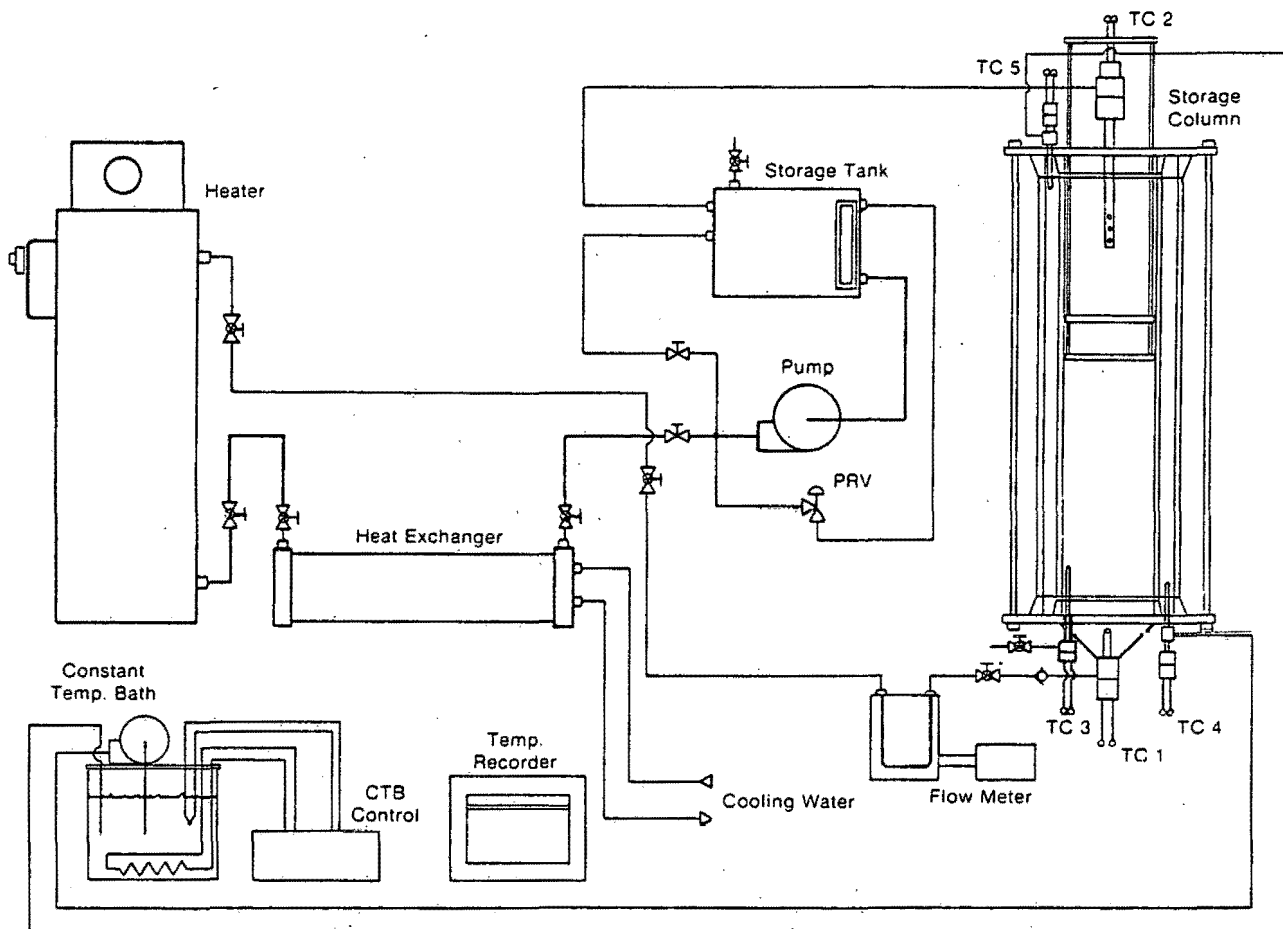 TC 2
TC 5
Storage
Column
Heater
Storage Tank
Pump
PRV
Heat Exchanger
Constant
Temp. Bath
TC 3
TC 4
TC 1
Temp.
Recorder
CTB
Control
Cooling Water
Flow Meter